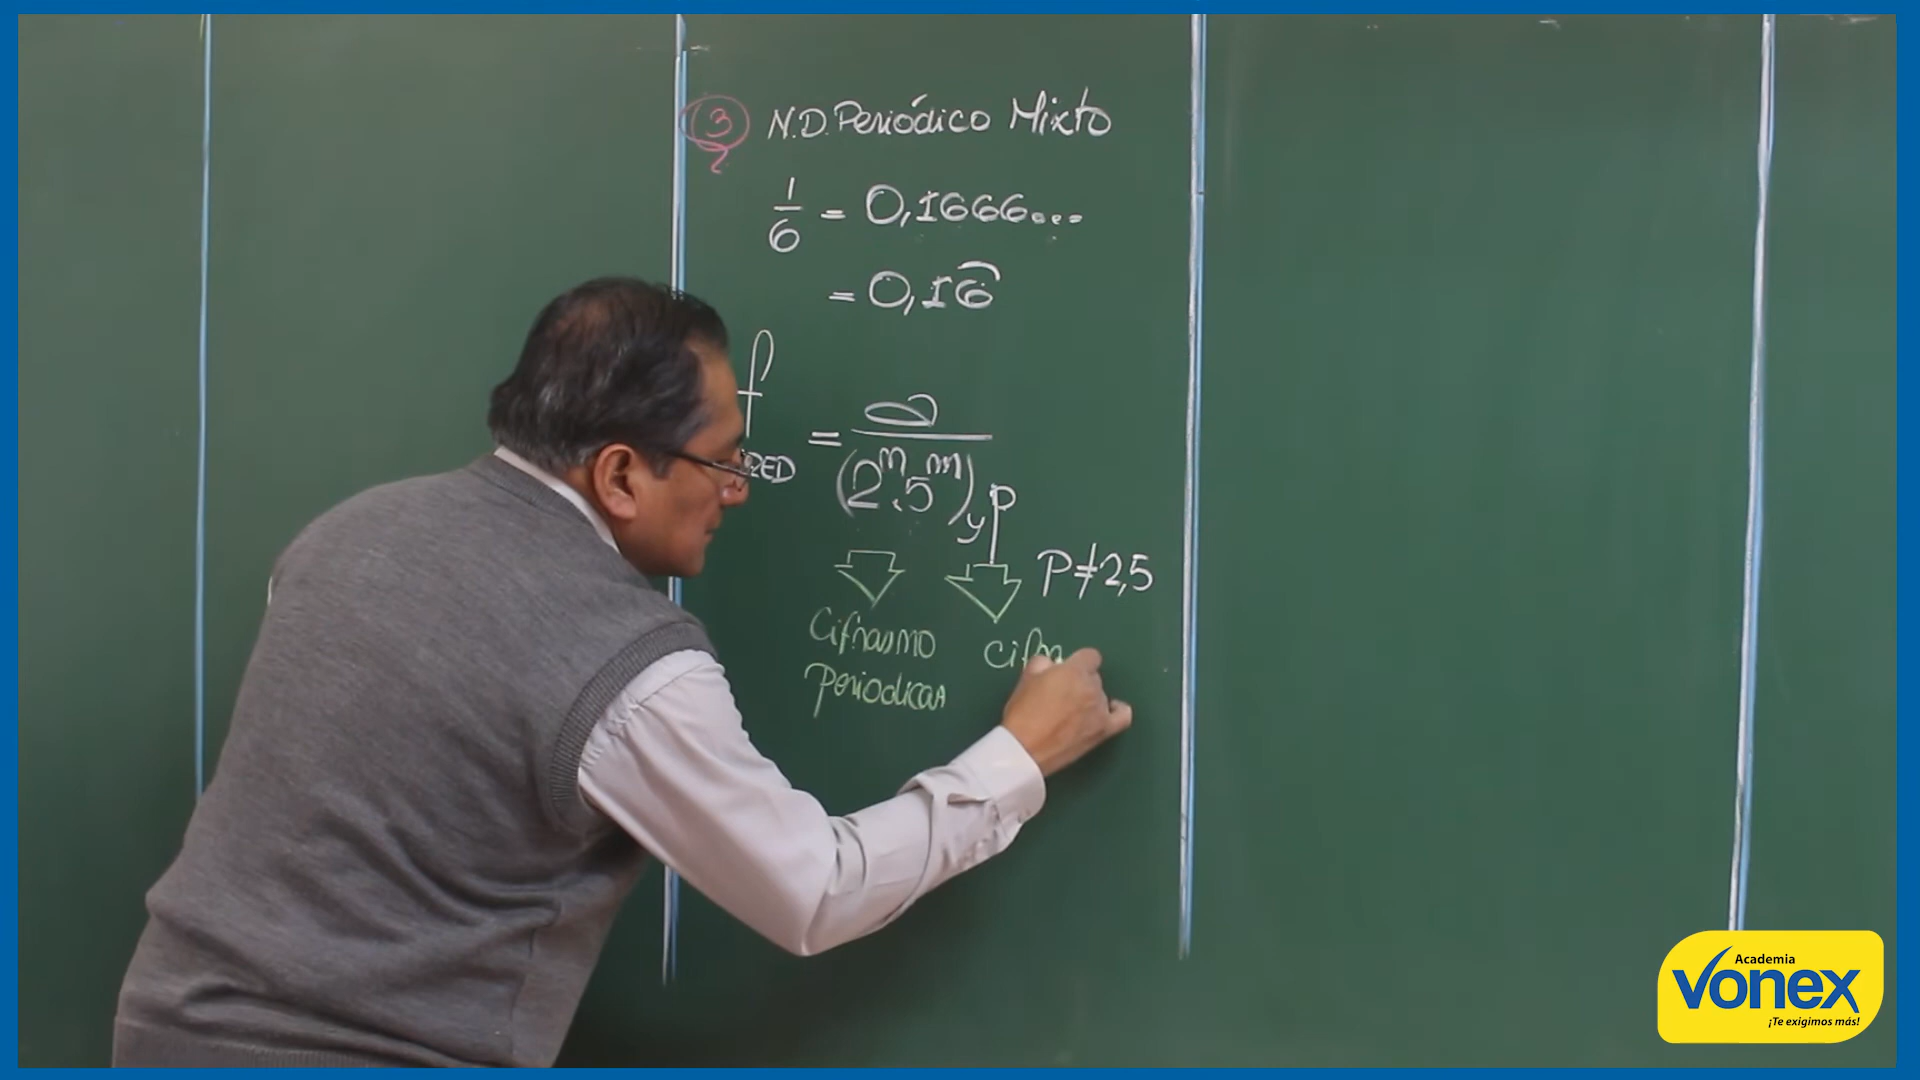 3 N.D. Periódico Mixto
1/6 = 0,1666...
= 0,16
f = a / (2^n . 5^m) y P
P ≠ 2,5
Cifras no
Periodicas
Academia
vonex
¡Te exigimos más!